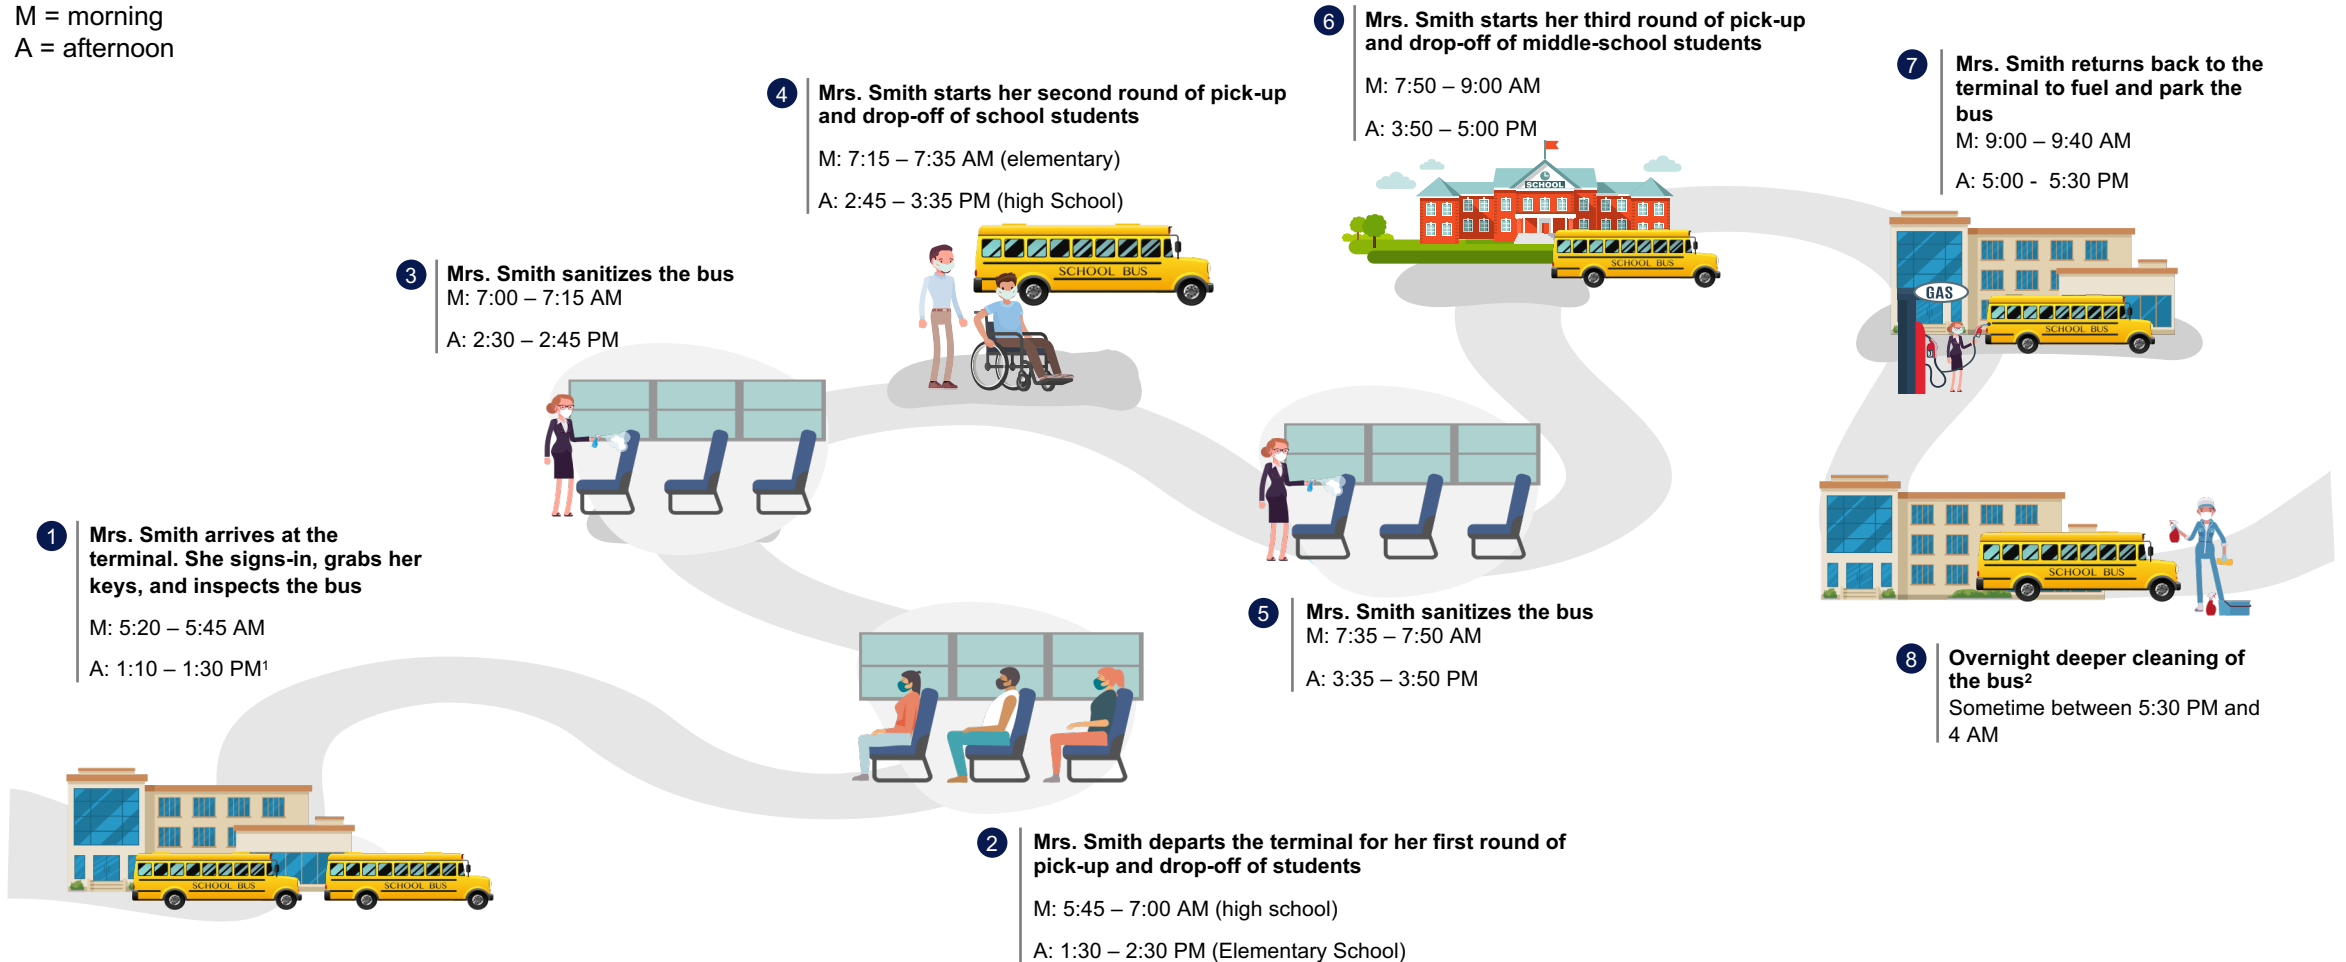 M = morning
A = afternoon
1
Mrs. Smith arrives at the
terminal. She signs-in, grabs her
keys, and inspects the bus
M: 5:20 – 5:45 AM
A: 1:10 – 1:30 PM¹
SCHOOL BUS
SCHOOL BUS
2
Mrs. Smith departs the terminal for her first round of
pick-up and drop-off of students
M: 5:45 – 7:00 AM (high school)
A: 1:30 – 2:30 PM (Elementary School)
3
Mrs. Smith sanitizes the bus
M: 7:00 – 7:15 AM
A: 2:30 – 2:45 PM
4
Mrs. Smith starts her second round of pick-up
and drop-off of school students
M: 7:15 – 7:35 AM (elementary)
A: 2:45 – 3:35 PM (high School)
SCHOOL BUS
5
Mrs. Smith sanitizes the bus
M: 7:35 – 7:50 AM
A: 3:35 – 3:50 PM
6
Mrs. Smith starts her third round of pick-up
and drop-off of middle-school students
M: 7:50 – 9:00 AM
A: 3:50 – 5:00 PM
SCHOOL
SCHOOL BUS
7
Mrs. Smith returns back to the
terminal to fuel and park the
bus
M: 9:00 – 9:40 AM
A: 5:00 - 5:30 PM
GAS
SCHOOL BUS
SCHOOL BUS
8
Overnight deeper cleaning of
the bus²
Sometime between 5:30 PM and
4 AM